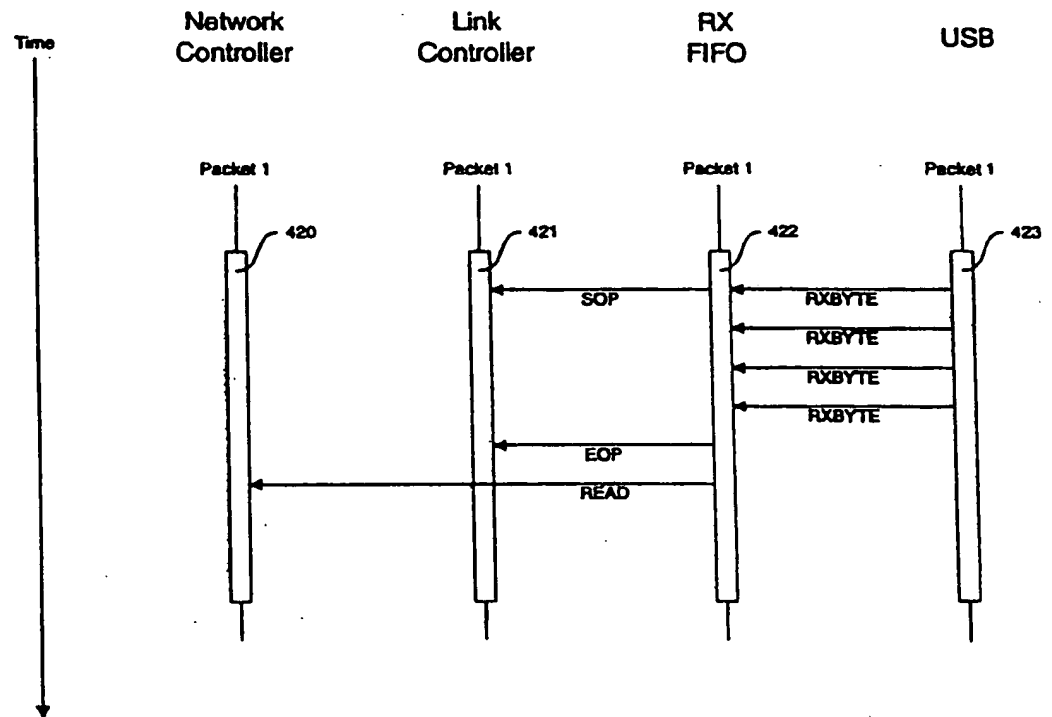 Time
Network
Controller
Link
Controller
RX
FIFO
USB
Packet 1
Packet 1
Packet 1
Packet 1
420
421
422
423
SOP
RXBYTE
RXBYTE
RXBYTE
RXBYTE
EOP
READ